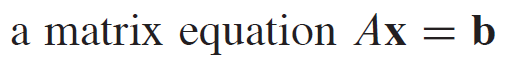 a matrix equation Ax = b